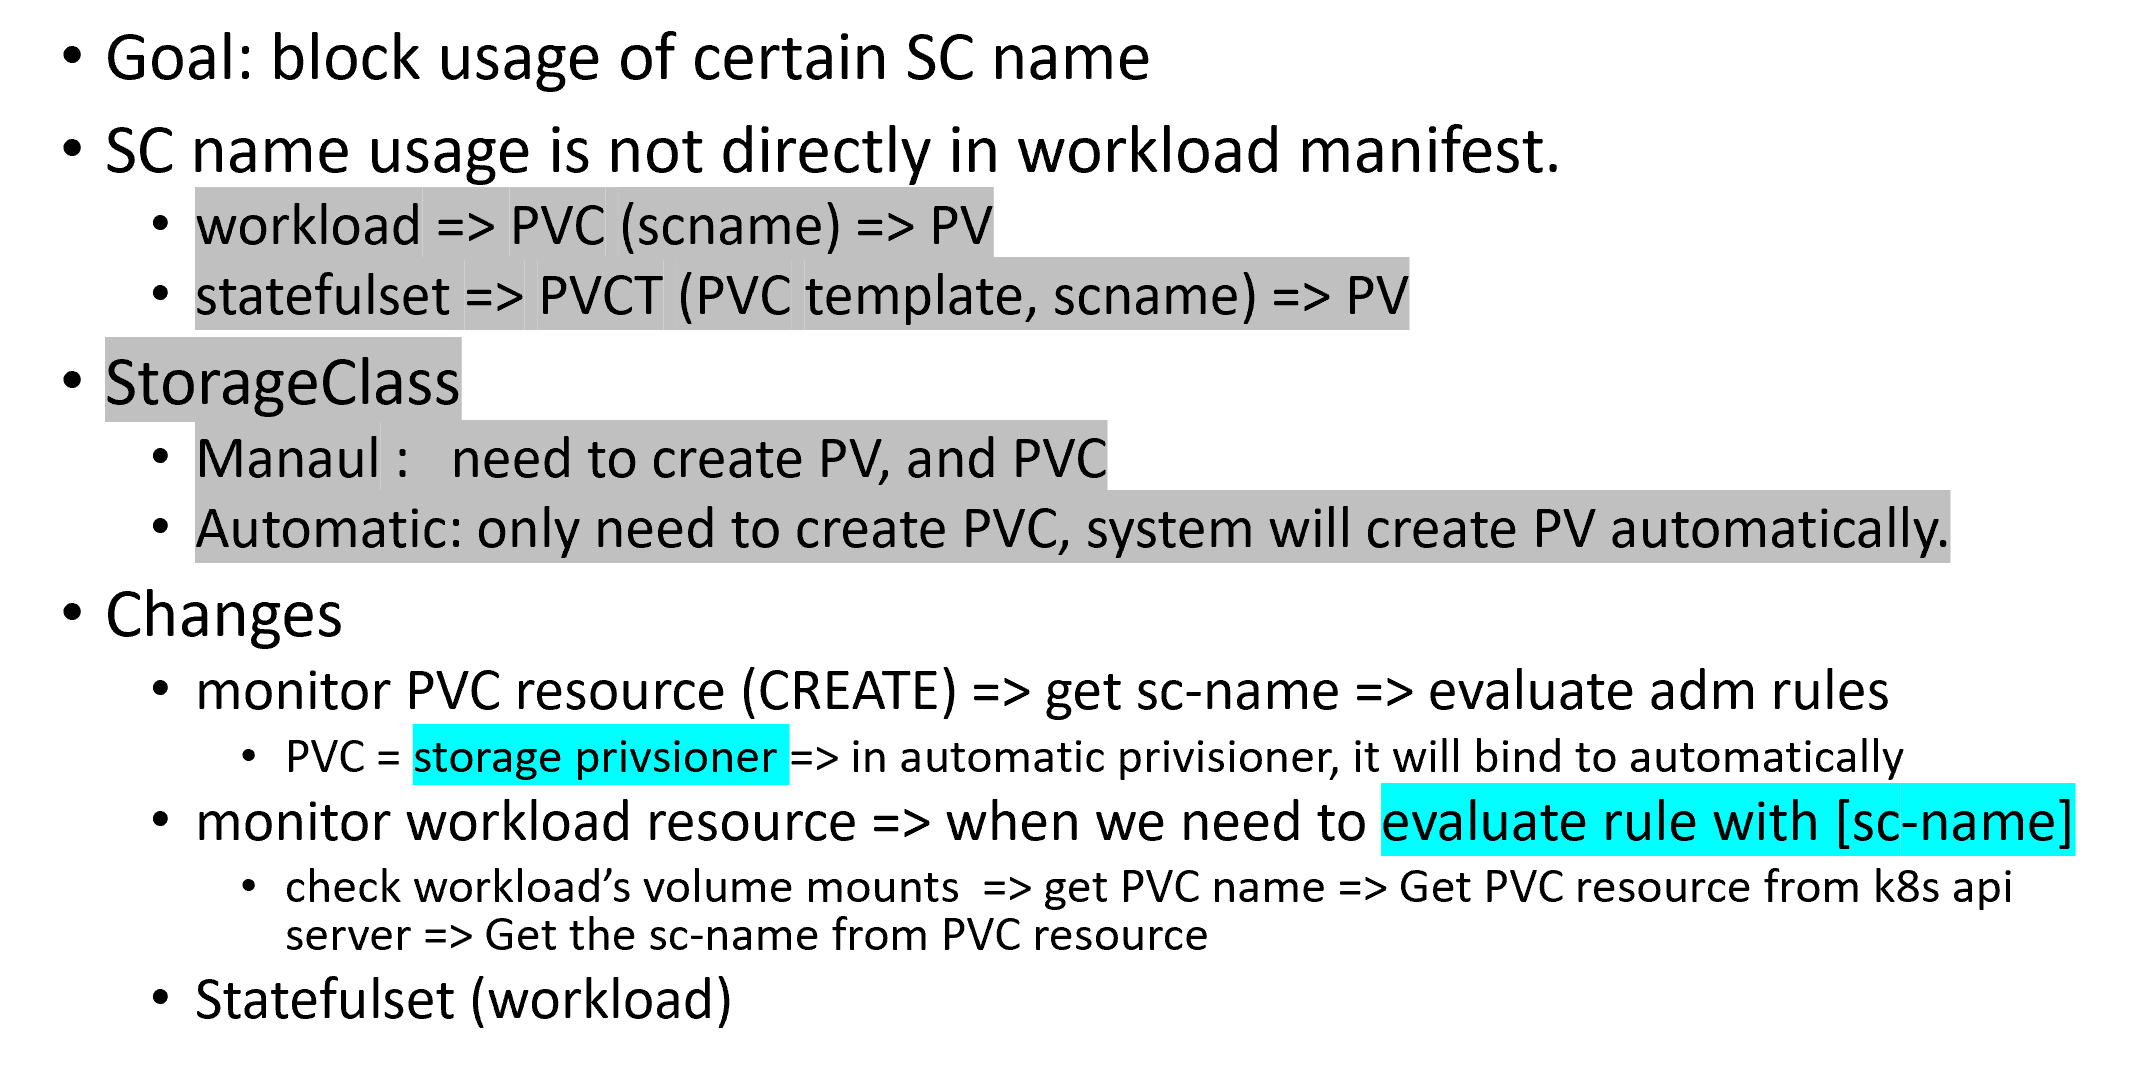 • Goal: block usage of certain SC name
• SC name usage is not directly in workload manifest.
• workload => PVC (scname) => PV
• statefulset => PVCT (PVC template, scname) => PV
• StorageClass
• Manaul :   need to create PV, and PVC
• Automatic: only need to create PVC, system will create PV automatically.
• Changes
• monitor PVC resource (CREATE) => get sc-name => evaluate adm rules
• PVC = storage privsioner => in automatic privisioner, it will bind to automatically
• monitor workload resource => when we need to evaluate rule with [sc-name]
• check workload’s volume mounts  => get PVC name => Get PVC resource from k8s api
server => Get the sc-name from PVC resource
• Statefulset (workload)